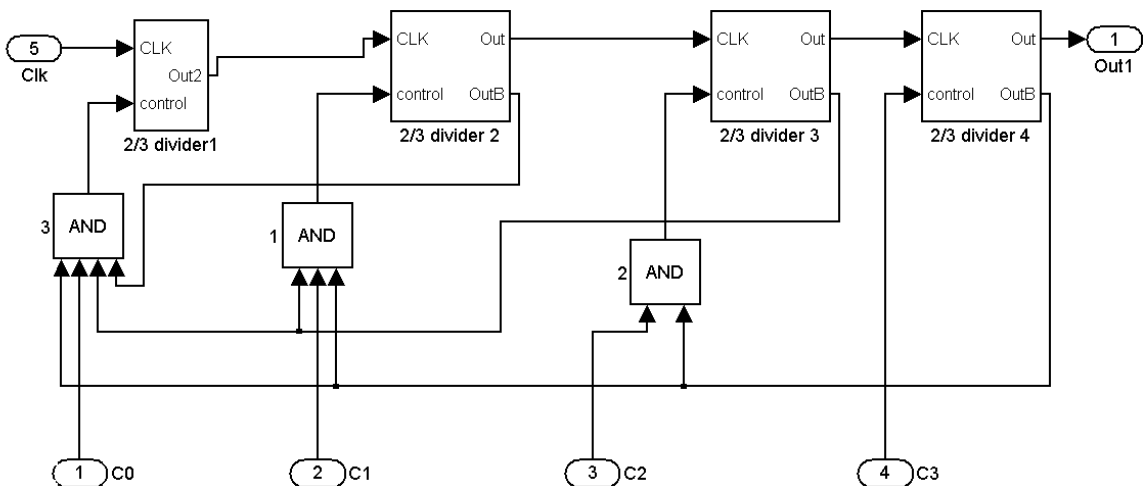 5
Clk
CLK
Out2
control
2/3 divider1
CLK
Out
control
OutB
2/3 divider 2
CLK
Out
control
OutB
2/3 divider 3
CLK
Out
control
OutB
2/3 divider 4
1
Out1
3
AND
1
AND
2
AND
1
C0
2
C1
3
C2
4
C3